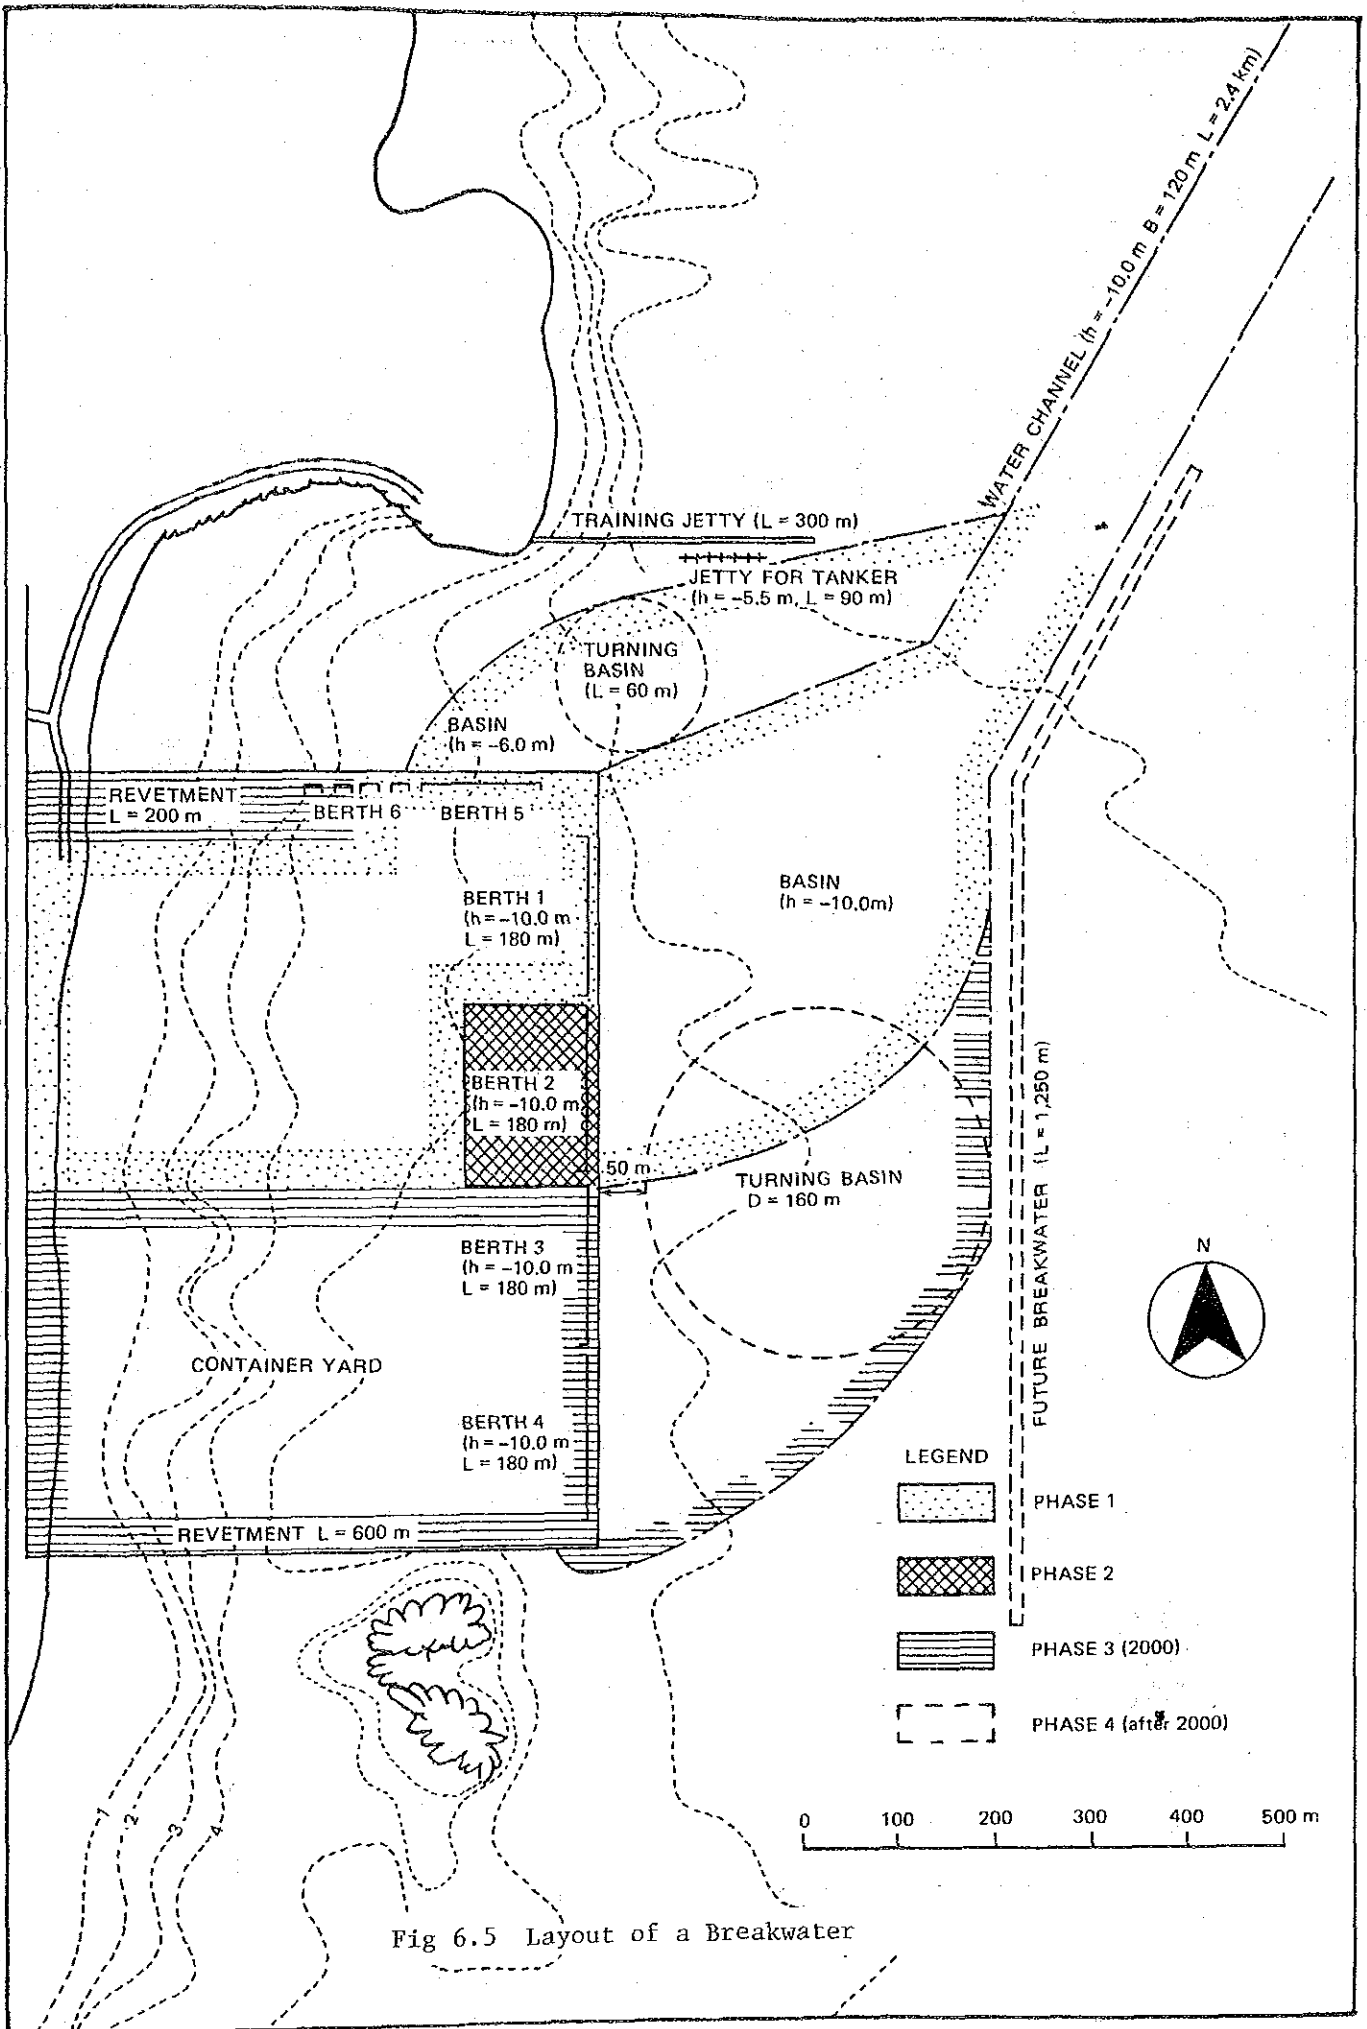 WATER CHANNEL (h = -10.0 m B = 120 m L = 2.4 km)
TRAINING JETTY (L = 300 m)
JETTY FOR TANKER
(h = -5.5 m, L = 90 m)
TURNING
BASIN
(L = 60 m)
BASIN
(h = -6.0 m)
REVETMENT
L = 200 m
BERTH 6
BERTH 5
BERTH 1
(h = -10.0 m
L = 180 m)
BASIN
(h = -10.0m)
BERTH 2
(h = -10.0 m
L = 180 m)
50 m
TURNING BASIN
D = 160 m
FUTURE BREAKWATER (L = 1,250 m)
BERTH 3
(h = -10.0 m
L = 180 m)
N
CONTAINER YARD
BERTH 4
(h = -10.0 m
L = 180 m)
REVETMENT L = 600 m
LEGEND
PHASE 1
PHASE 2
PHASE 3 (2000)
PHASE 4 (after 2000)
1
2
3
4
0 100 200 300 400 500 m
Fig 6.5 Layout of a Breakwater